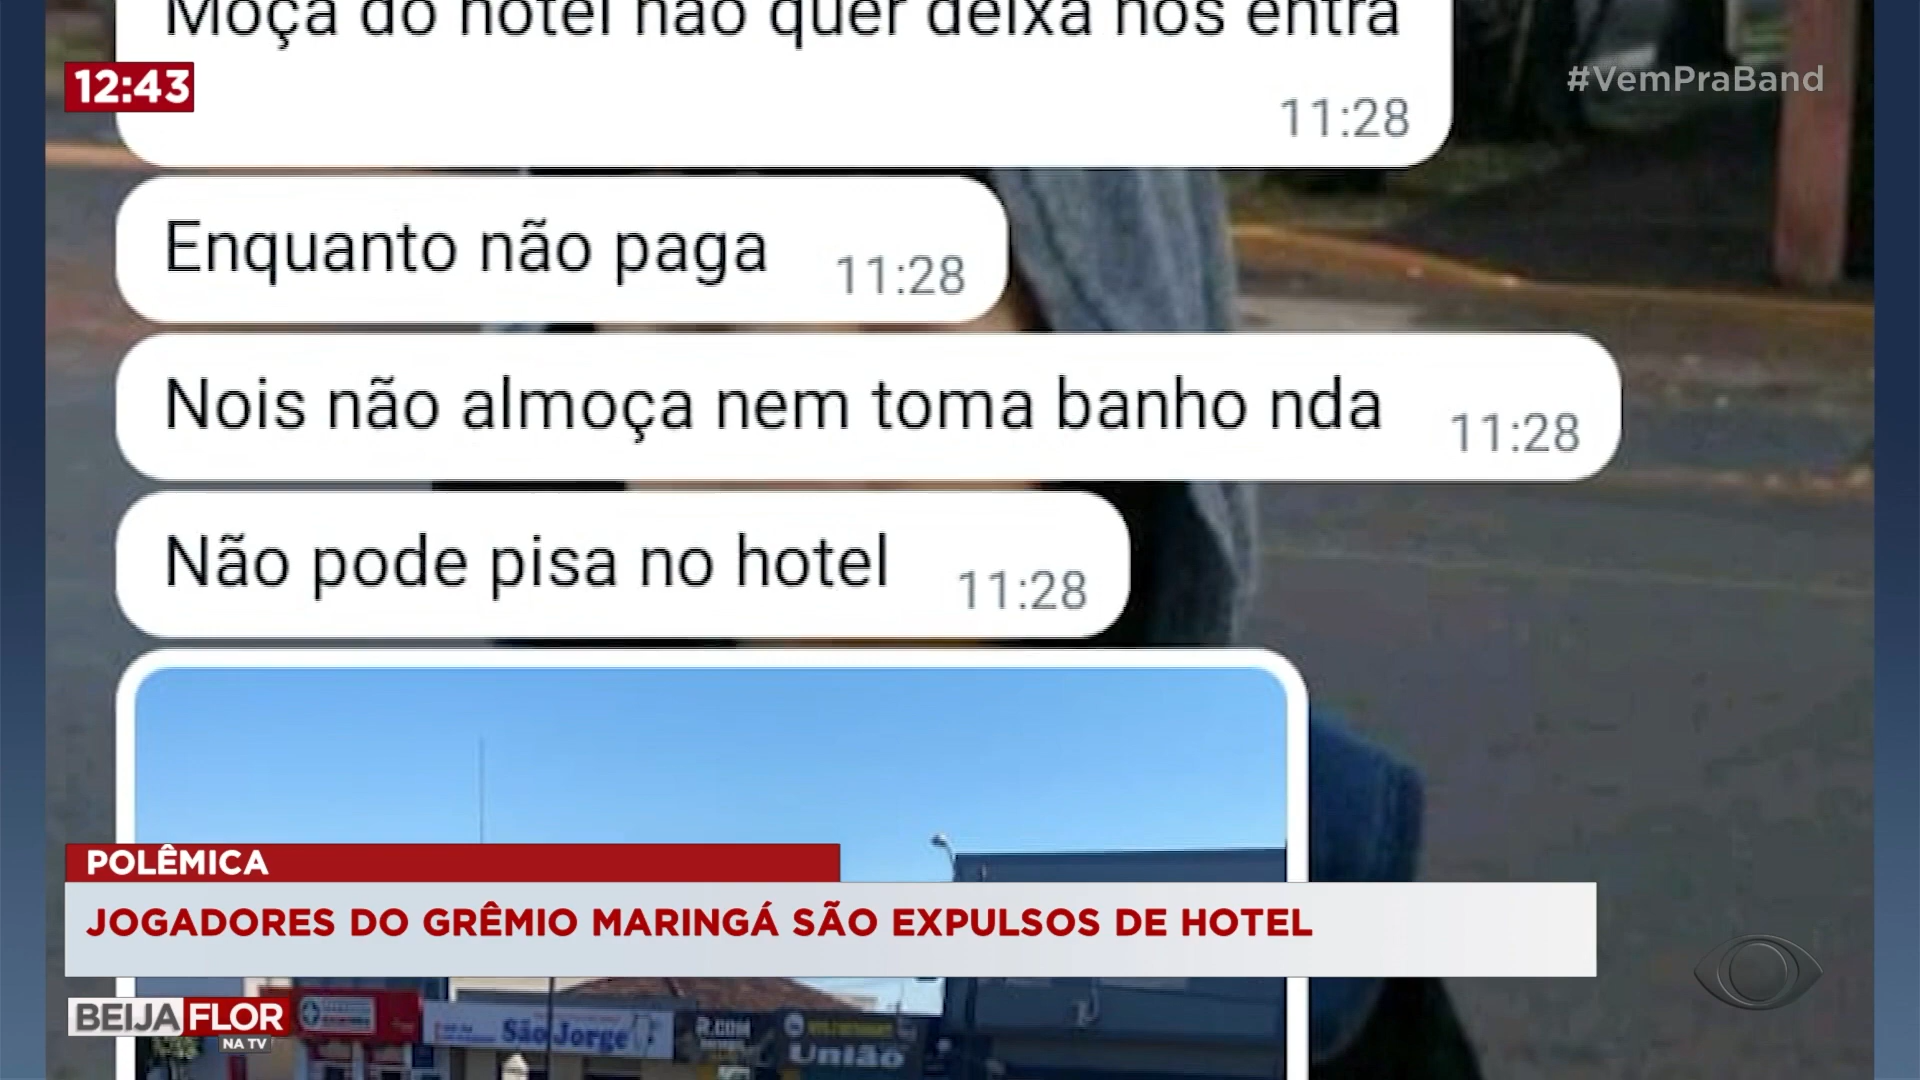 Moça do hotel não quer deixa nós entra
12:43
#VemPraBand
11:28
Enquanto não paga 11:28
Nois não almoça nem toma banho nda 11:28
Não pode pisa no hotel 11:28
POLÊMICA
JOGADORES DO GRÊMIO MARINGÁ SÃO EXPULSOS DE HOTEL
BEIJA FLOR
NA TV
São Jorge
União